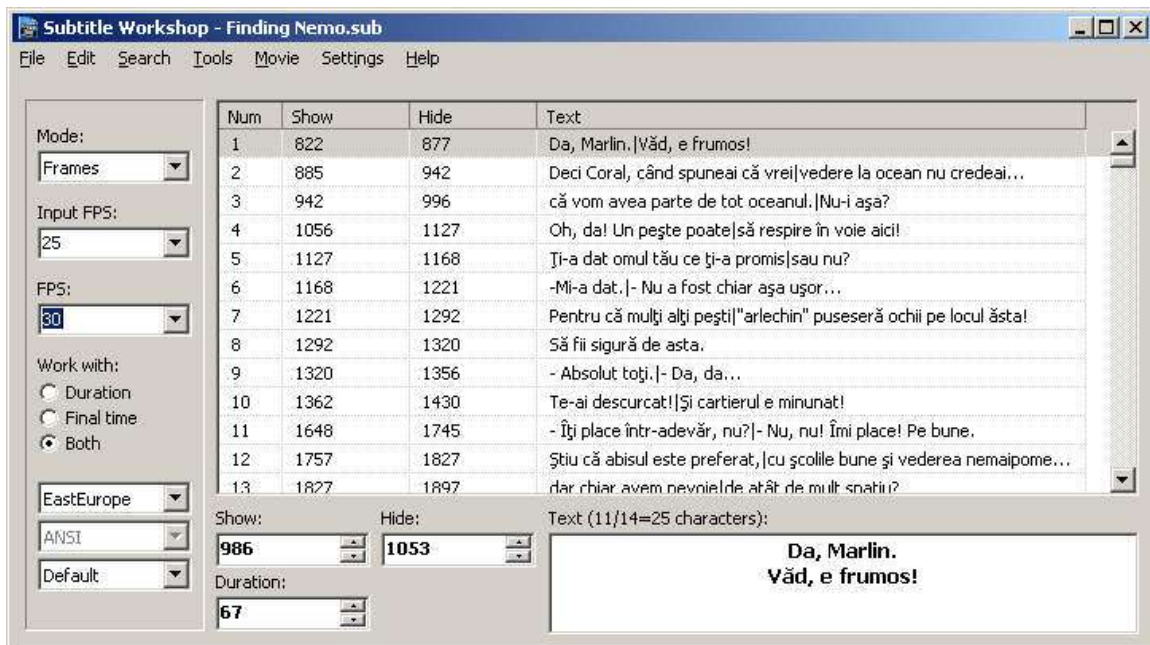 Subtitle Workshop - Finding Nemo.sub
File Edit Search Tools Movie Settings Help
Mode:
Frames
Input FPS:
25
FPS:
30
Work with:
Duration
Final time
Both
EastEurope
ANSI
Default
Num Show Hide Text
1 822 877 Da, Marlin.|Văd, e frumos!
2 885 942 Deci Coral, când spuneai că vrei|vedere la ocean nu credeai...
3 942 996 că vom avea parte de tot oceanul.|Nu-i aşa?
4 1056 1127 Oh, da! Un peşte poate|să respire în voie aici!
5 1127 1168 Ţi-a dat omul tău ce ţi-a promis|sau nu?
6 1168 1221 -Mi-a dat.|- Nu a fost chiar aşa uşor...
7 1221 1292 Pentru că mulţi alţi peşti|"arlechin" puseseră ochii pe locul ăsta!
8 1292 1320 Să fii sigură de asta.
9 1320 1356 - Absolut toţi.|- Da, da...
10 1362 1430 Te-ai descurcat!|Şi cartierul e minunat!
11 1648 1745 - Îţi place într-adevăr, nu?|- Nu, nu! Îmi place! Pe bune.
12 1757 1827 Ştiu că abisul este preferat,|cu şcolile bune şi vederea nemaipome...
13 1827 1897 dar chiar avem nevoie|de atât de mult spaţiu?
Show: Hide: Text (11/14=25 characters):
986 1053
Duration:
67
Da, Marlin.
Văd, e frumos!